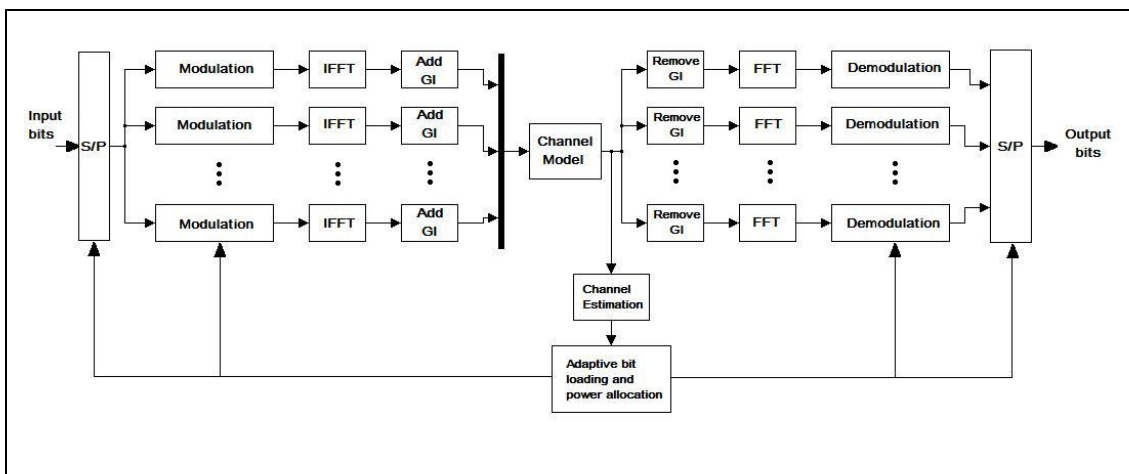 Input
bits
S/P
Modulation
IFFT
Add
GI
Modulation
IFFT
Add
GI
Modulation
IFFT
Add
GI
Channel
Model
Remove
GI
FFT
Demodulation
Remove
GI
FFT
Demodulation
Remove
GI
FFT
Demodulation
S/P
Output
bits
Channel
Estimation
Adaptive bit
loading and
power allocation